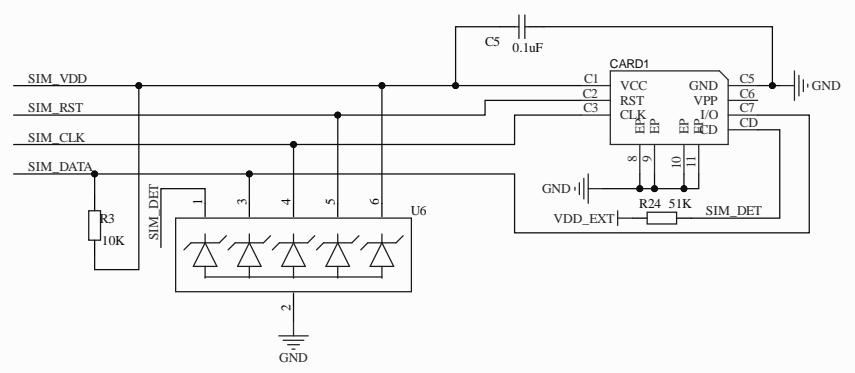 C5
0.1uF
CARD1
SIM_VDD
C1
VCC
GND
C5
GND
C2
RST
VPP
C6
SIM_RST
C3
CLK
I/O
C7
EP
EP
EP
EP
CD
CD
SIM_CLK
8
9
10
11
SIM_DATA
GND
SIM_DET
1
3
4
5
6
U6
R3
10K
R24
51K
VDD_EXT
SIM_DET
2
GND